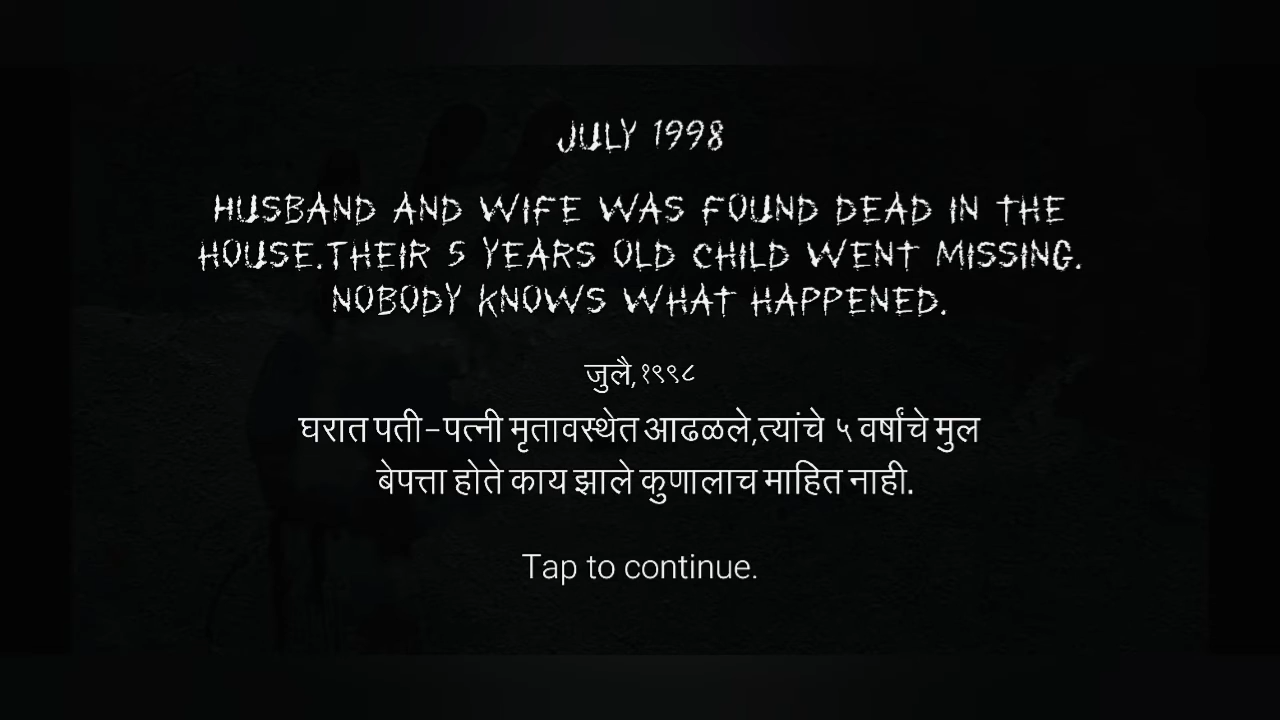 JULY 1998
HUSBAND AND WIFE WAS FOUND DEAD IN THE
HOUSE.THEIR 5 YEARS OLD CHILD WENT MISSING.
NOBODY KNOWS WHAT HAPPENED.
जुलै,१९९८
घरात पती-पत्नी मृतावस्थेत आढळले,त्यांचे ५ वर्षांचे मुल
बेपत्ता होते काय झाले कुणालाच माहित नाही.
Tap to continue.